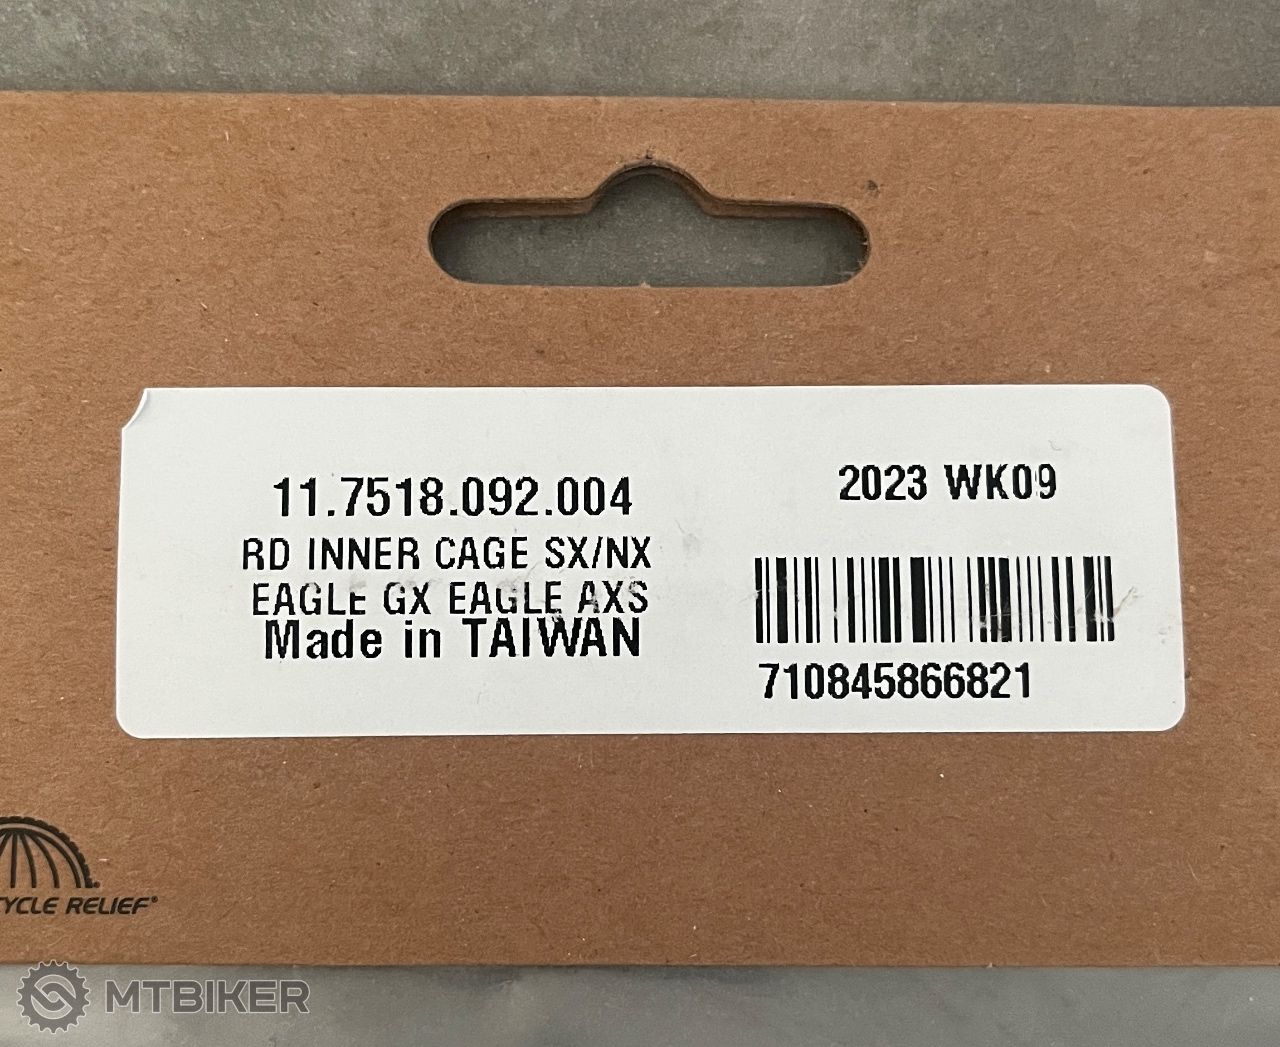 11.7518.092.004
RD INNER CAGE SX/NX
EAGLE GX EAGLE AXS
Made in TAIWAN
2023 WK09
710845866821
CYCLE RELIEF®
MTBIKER